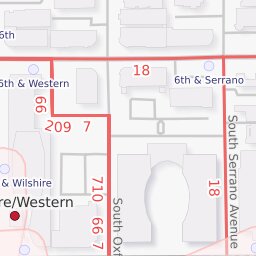 6th
18
6th & Western
6th & Serrano
66
209 7
& Wilshire
re/Western
710
66 7
South Oxf
18
South Serrano Avenue